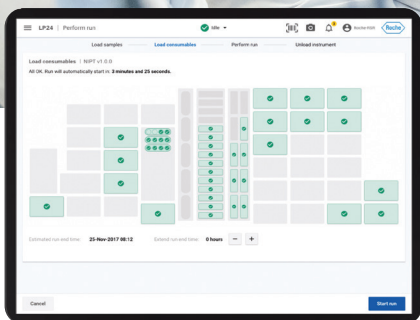 LP24 | Perform run
Idle
Roche
Load samples
Load consumables
Perform run
Unload instrument
Load consumables | NIPT v1.0.0
All OK. Run will automatically start in 3 minutes and 25 seconds.
Estimated run end time: 25-Nov-2017 08:12 Extend run end time: 0 hours − +
Cancel
Start run